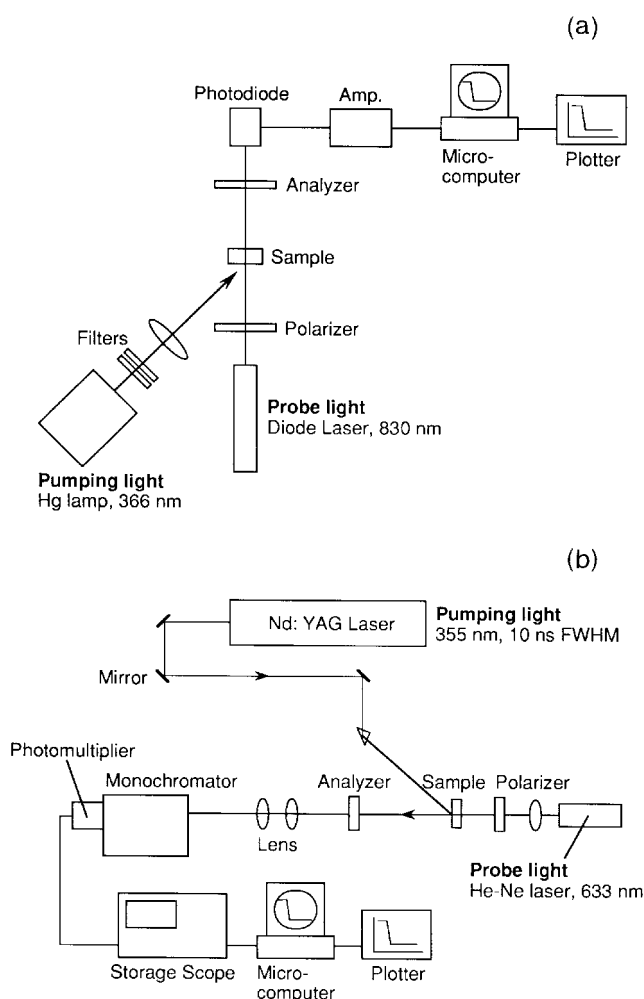 (a)
Photodiode
Amp.
Micro-
computer
Plotter
Analyzer
Sample
Filters
Polarizer
Probe light
Diode Laser, 830 nm
Pumping light
Hg lamp, 366 nm
(b)
Nd: YAG Laser
Pumping light
355 nm, 10 ns FWHM
Mirror
Photomultiplier
Monochromator
Analyzer
Sample
Polarizer
Lens
Probe light
He-Ne laser, 633 nm
Storage Scope
Micro-
computer
Plotter